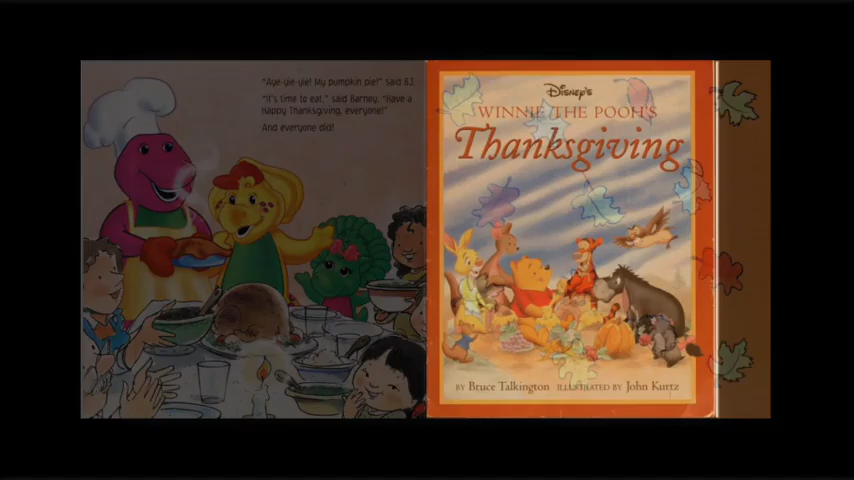 "Aye-yie-yie! My pumpkin pie!" said BJ.
"It's time to eat," said Barney. "Have a
Happy Thanksgiving, everyone!"
And everyone did!
Disney's
WINNIE THE POOH'S
Thanksgiving
BY Bruce Talkington ILLUSTRATED BY John Kurtz